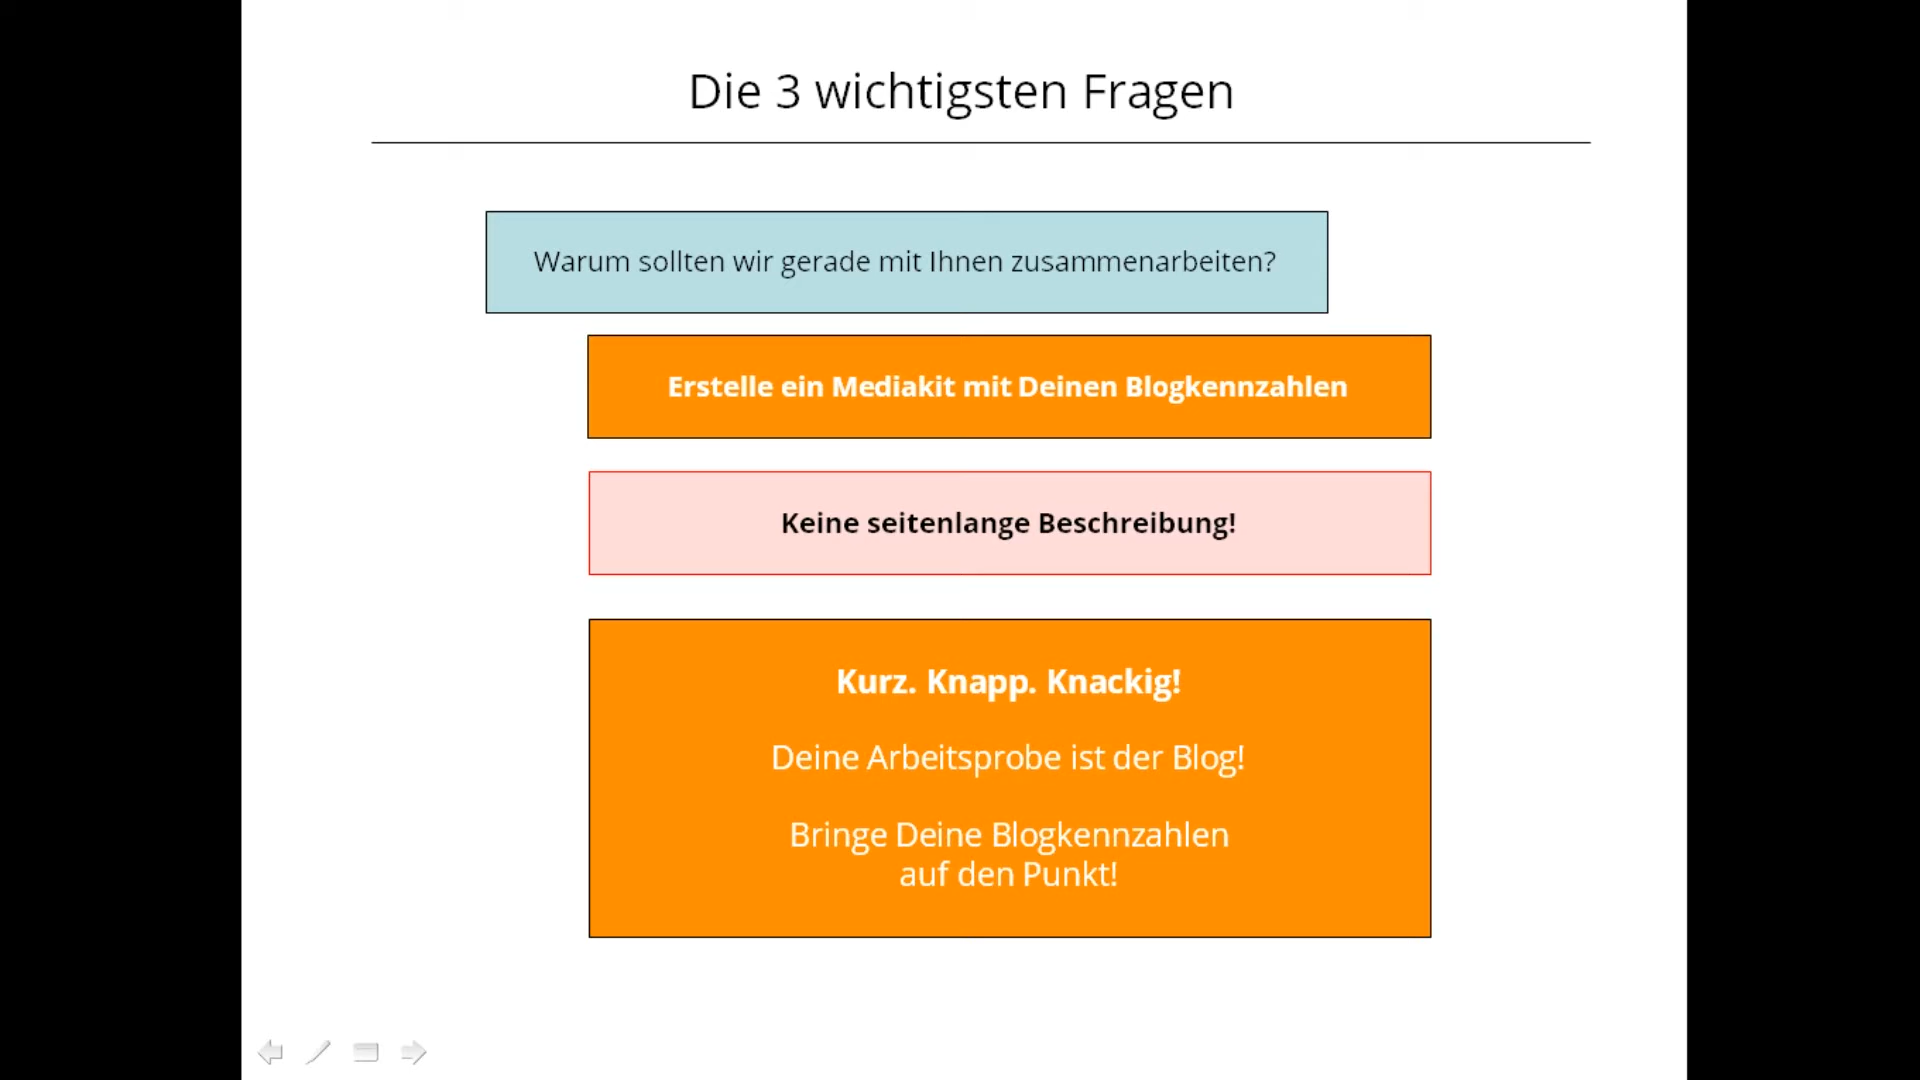 Die 3 wichtigsten Fragen
Warum sollten wir gerade mit Ihnen zusammenarbeiten?
Erstelle ein Mediakit mit Deinen Blogkennzahlen
Keine seitenlange Beschreibung!
Kurz. Knapp. Knackig!
Deine Arbeitsprobe ist der Blog!
Bringe Deine Blogkennzahlen
auf den Punkt!